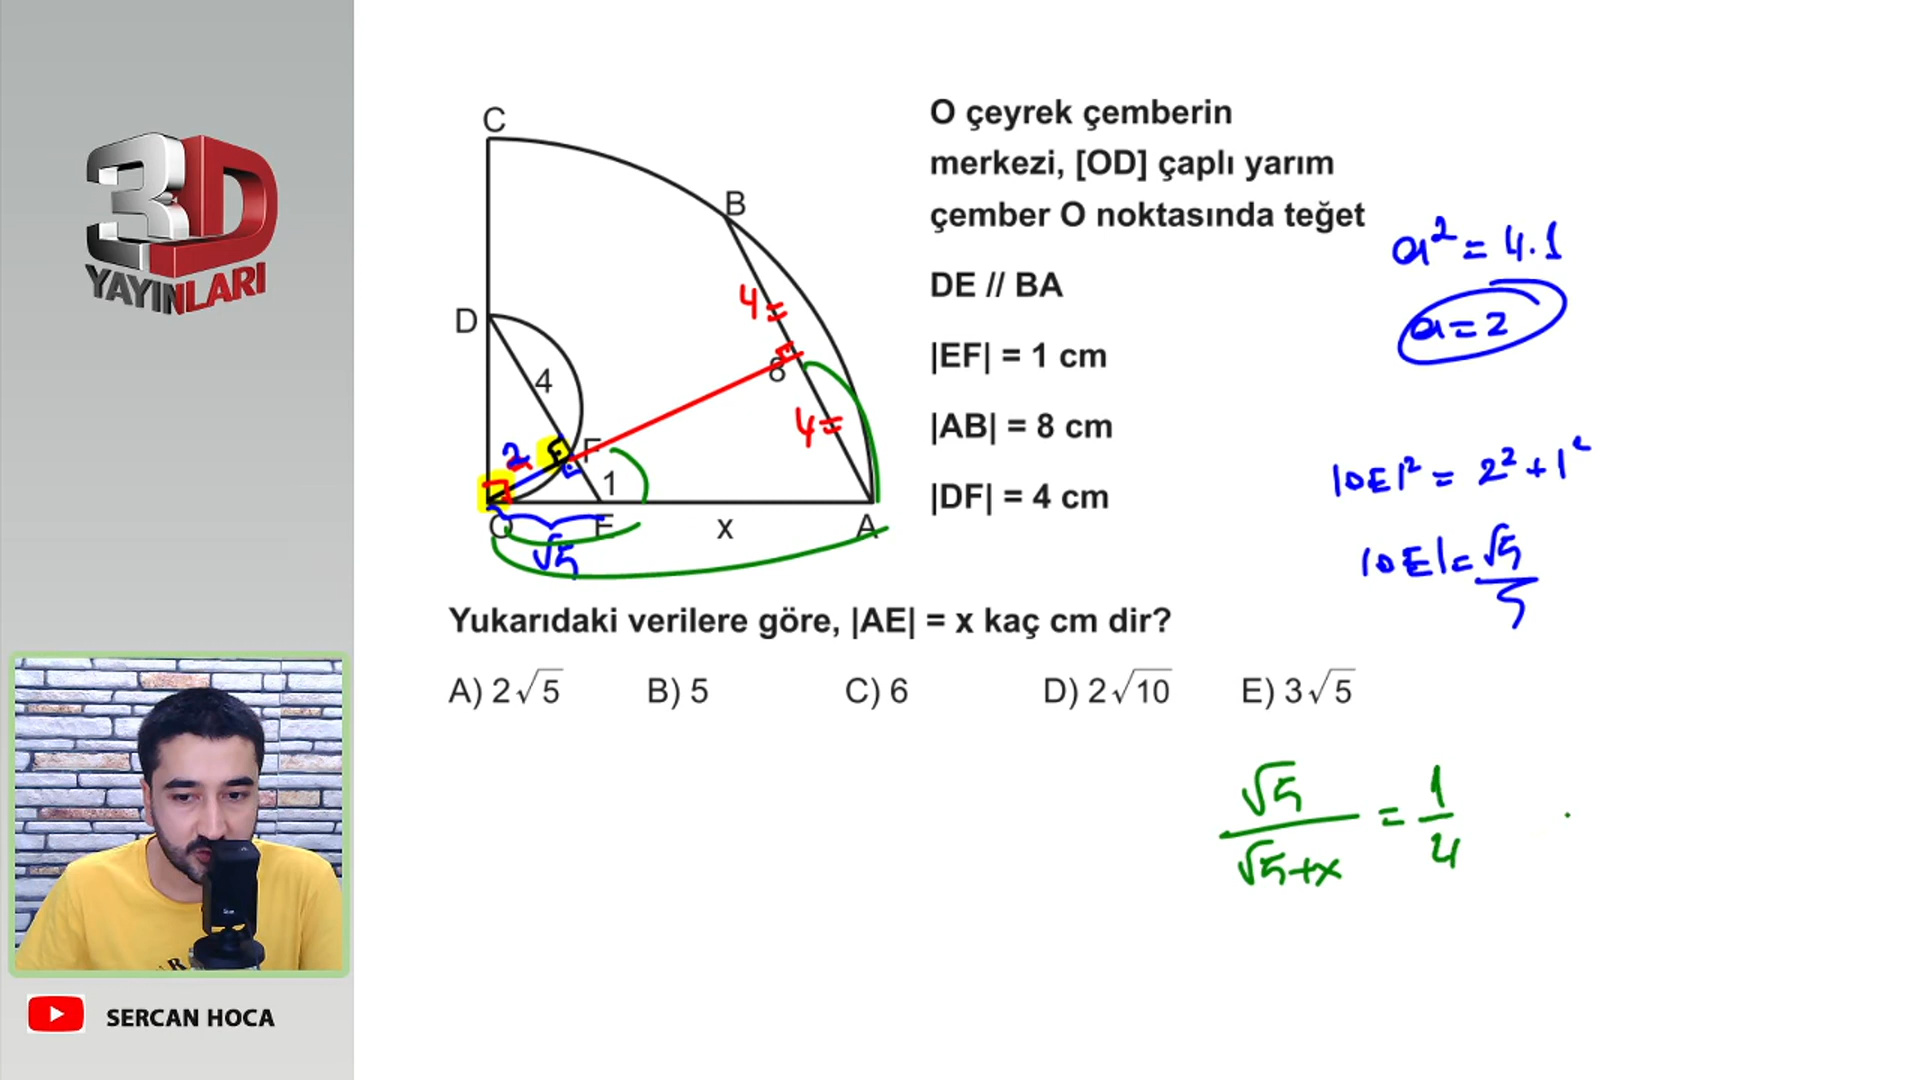 3D
YAYINLARI
C
B
D
4
4=
8
4=
2
F
1
O
E
x
A
√5
O çeyrek çemberin
merkezi, [OD] çaplı yarım
çember O noktasında teğet
DE // BA
|EF| = 1 cm
|AB| = 8 cm
|DF| = 4 cm
a² = 4.1
a = 2
|OE|² = 2² + 1²
|OE| = √5
Yukarıdaki verilere göre, |AE| = x kaç cm dir?
A) 2√5 B) 5 C) 6 D) 2√10 E) 3√5
√5 / √5+x = 1/4
SERCAN HOCA